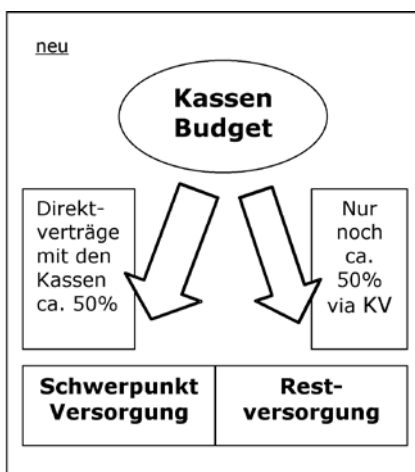 neu
Kassen
Budget
Direkt-
verträge
mit den
Kassen
ca. 50%
Nur
noch
ca.
50%
via KV
Schwerpunkt
Versorgung
Rest-
versorgung